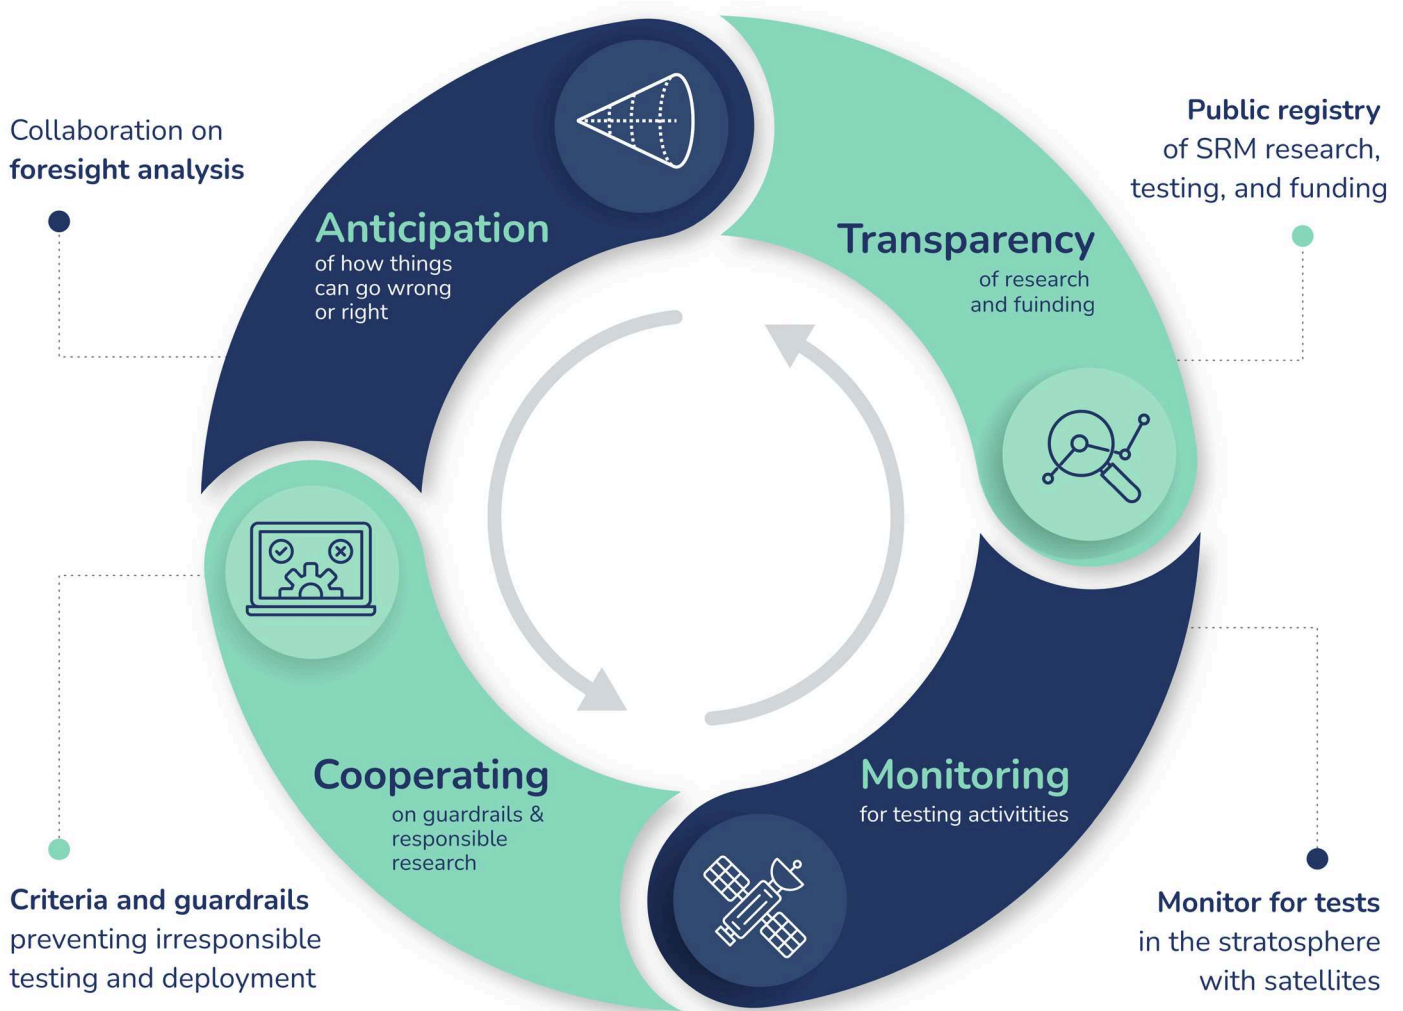 Collaboration on
foresight analysis
Anticipation
of how things
can go wrong
or right
Public registry
of SRM research,
testing, and funding
Transparency
of research
and fuinding
Cooperating
on guardrails &
responsible
research
Criteria and guardrails
preventing irresponsible
testing and deployment
Monitoring
for testing activitities
Monitor for tests
in the stratosphere
with satellites